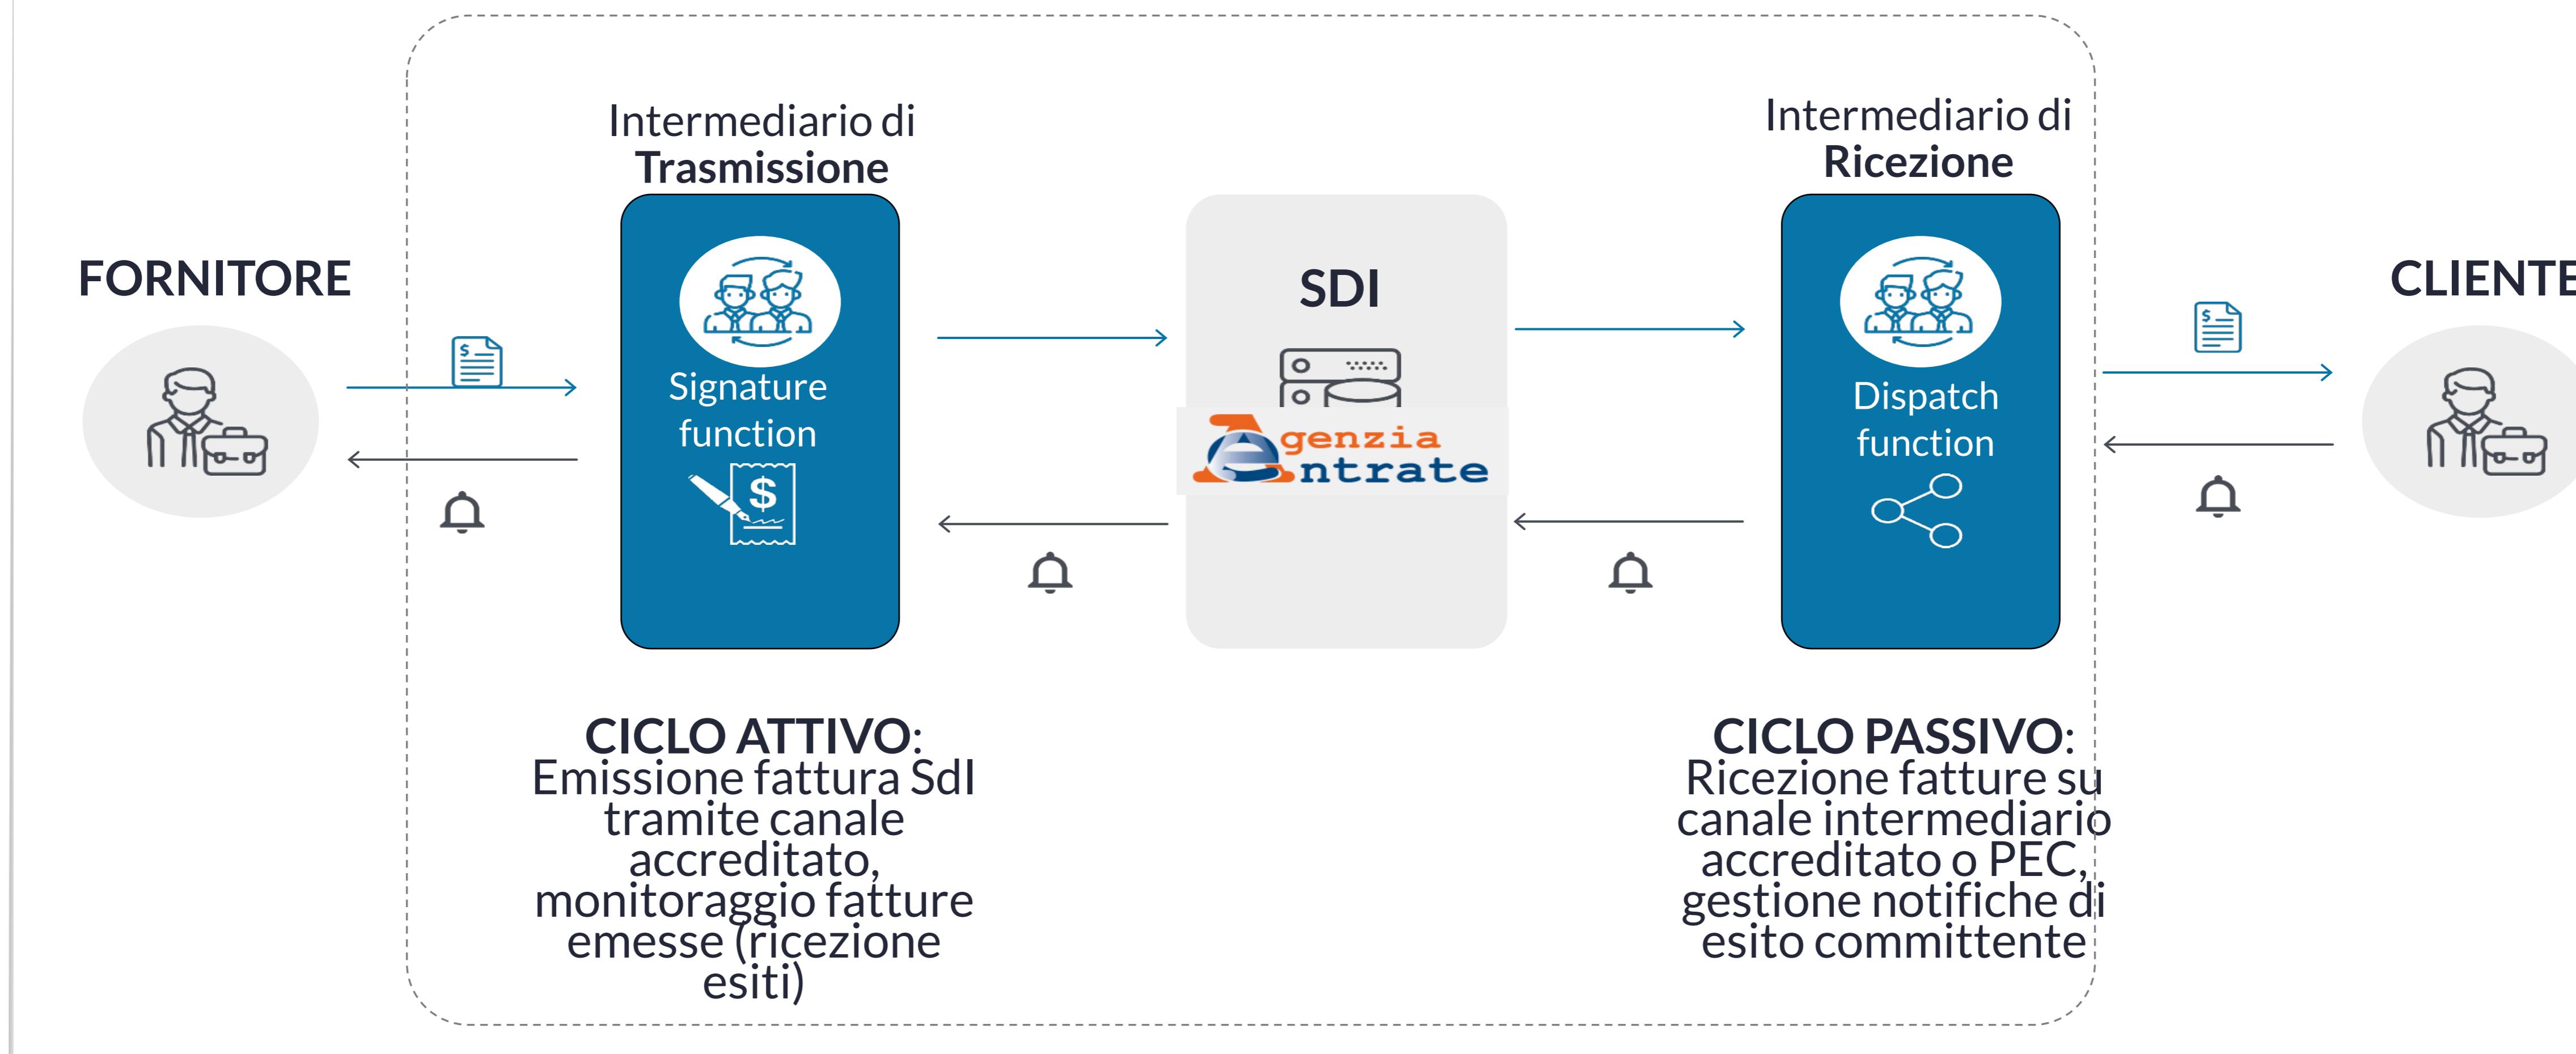 Intermediario di
Trasmissione
Intermediario di
Ricezione
FORNITORE
SDI
CLIENTE
$
$
Signature
function
$
Agenzia
entrate
Dispatch
function
CICLO ATTIVO:
Emissione fattura SdI
tramite canale
accreditato,
monitoraggio fatture
emesse (ricezione
esiti)
CICLO PASSIVO:
Ricezione fatture su
canale intermediario
accreditato o PEC,
gestione notifiche di
esito committente